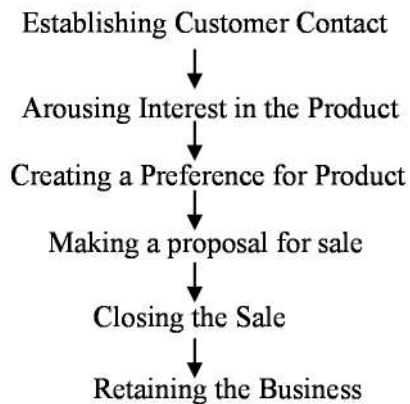 Establishing Customer Contact
Arousing Interest in the Product
Creating a Preference for Product
Making a proposal for sale
Closing the Sale
Retaining the Business